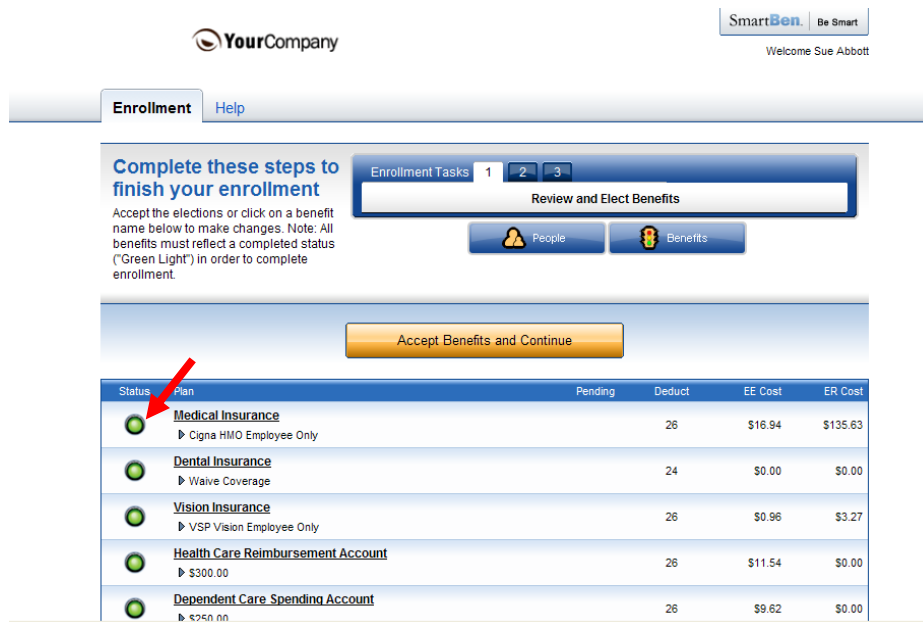 SmartBen. Be Smart
YourCompany
Welcome Sue Abbott
Enrollment Help
Complete these steps to
finish your enrollment
Accept the elections or click on a benefit
name below to make changes. Note: All
benefits must reflect a completed status
("Green Light") in order to complete
enrollment.
Enrollment Tasks 1 2 3
Review and Elect Benefits
People Benefits
Accept Benefits and Continue
Status Plan Pending Deduct EE Cost ER Cost
Medical Insurance
Cigna HMO Employee Only
26 $16.94 $135.63
Dental Insurance
Waive Coverage
24 $0.00 $0.00
Vision Insurance
VSP Vision Employee Only
26 $0.96 $3.27
Health Care Reimbursement Account
$300.00
26 $11.54 $0.00
Dependent Care Spending Account
$250.00
26 $9.62 $0.00